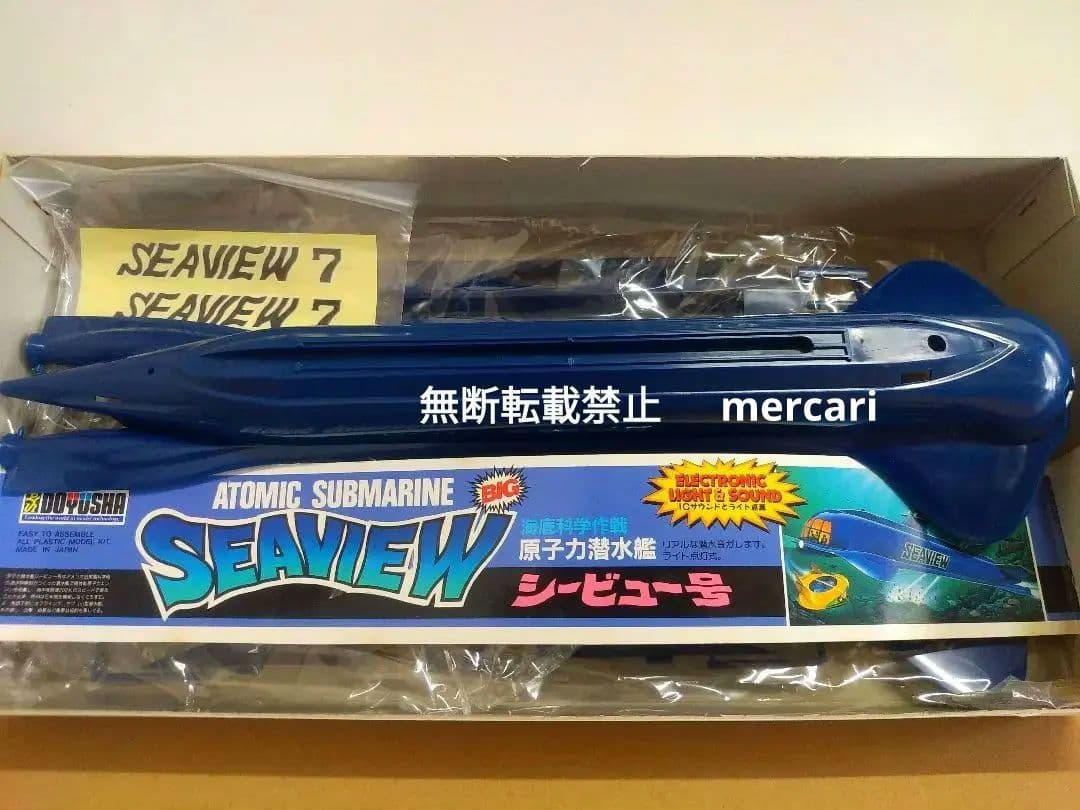 SEAVIEW 7
SEAVIEW 7
無断転載禁止 mercari
DOYUSHA
EASY TO ASSEMBLE
ALL PLASTIC MODEL KIT
MADE IN JAPAN
ATOMIC SUBMARINE
BIG
SEAVIEW
海底科学作戦
原子力潜水艦
シービュー号
ELECTRONIC
LIGHT & SOUND
ICサウンドとライト点滅
リアルな潜水音がします。
ライト点灯式。
SEAVIEW